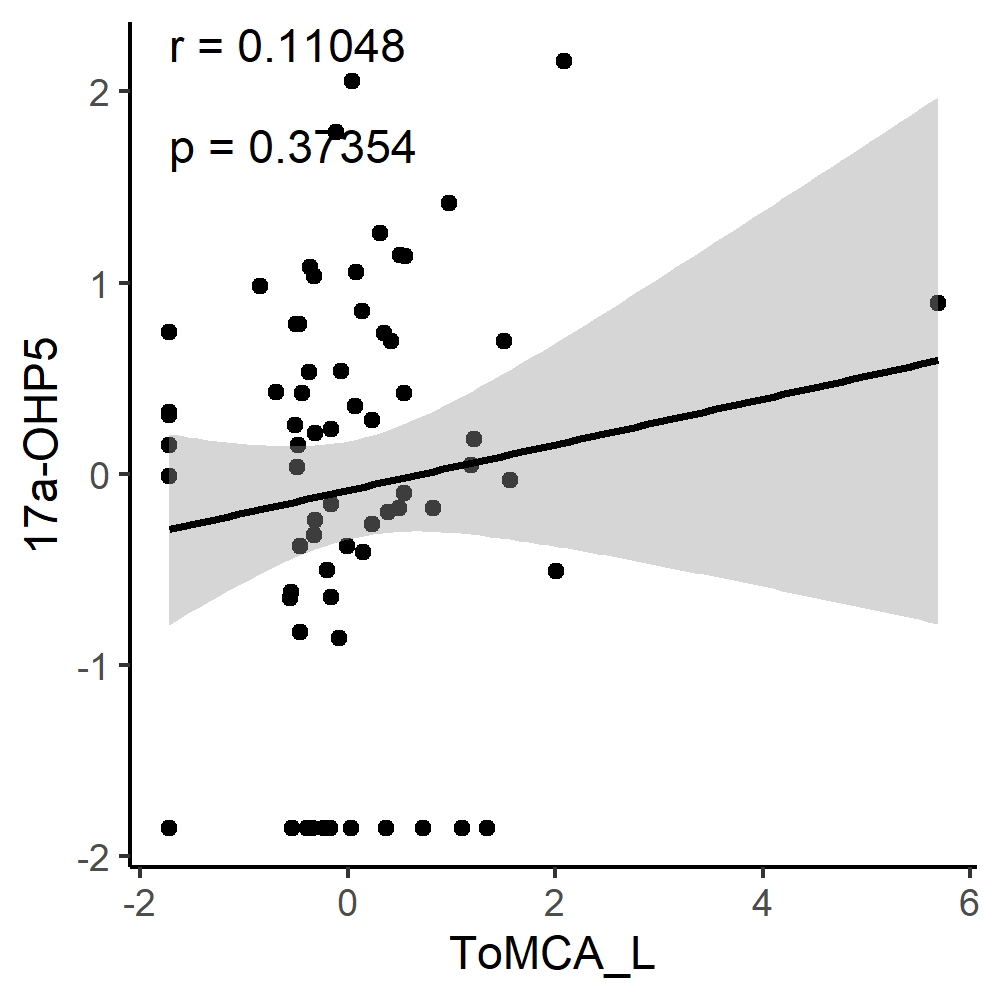 r = 0.11048
p = 0.37354
17a-OHP5
2
1
0
-1
-2
-2 0 2 4 6
ToMCA_L